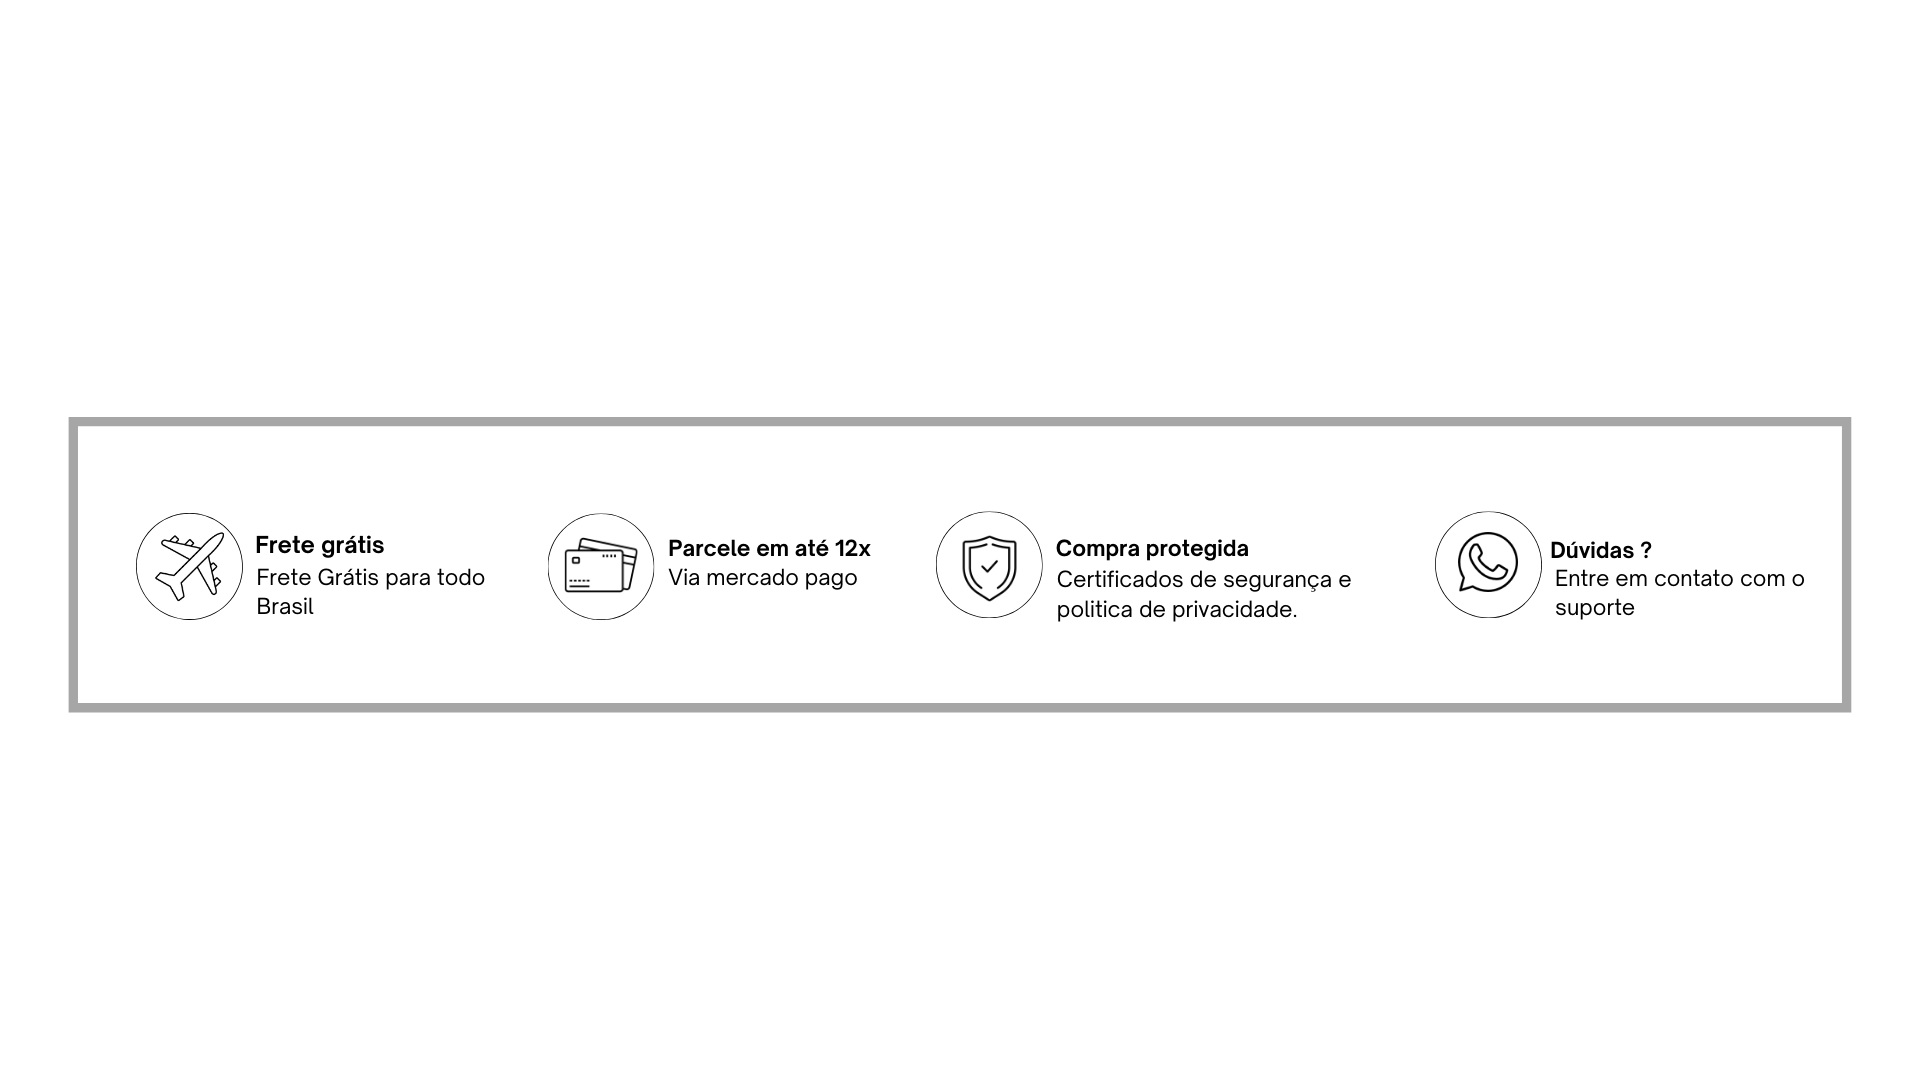 Frete grátis
Frete Grátis para todo
Brasil
Parcele em até 12x
Via mercado pago
Compra protegida
Certificados de segurança e
politica de privacidade.
Dúvidas ?
Entre em contato com o
suporte